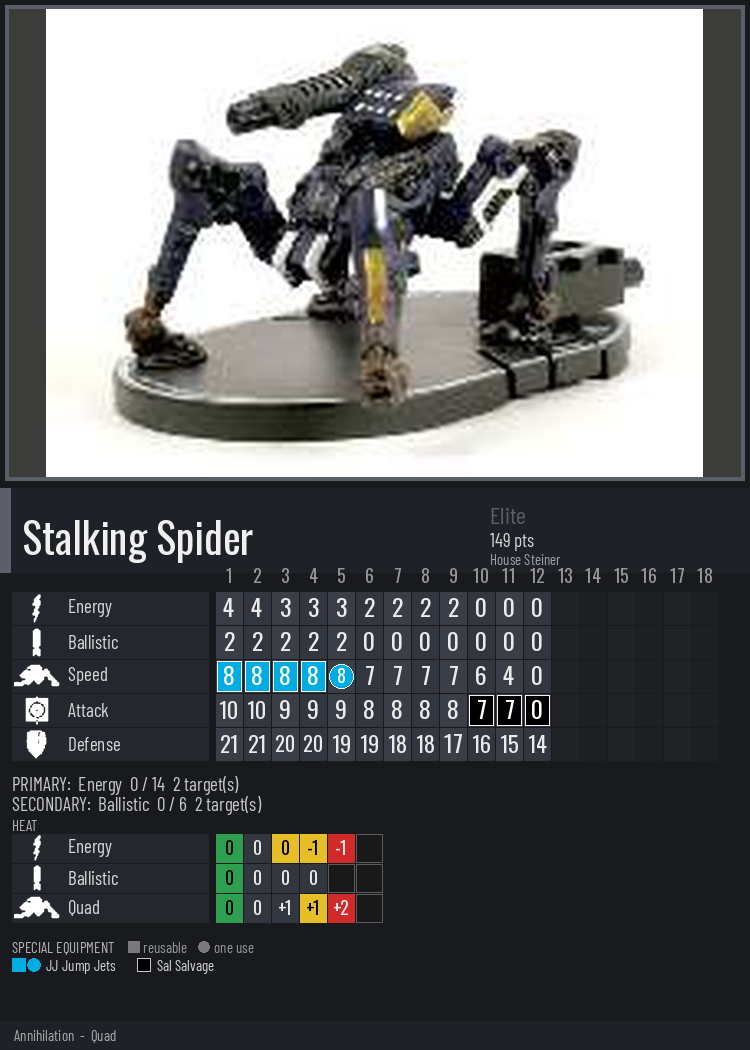 Stalking Spider
Elite
149 pts
House Steiner
1 2 3 4 5 6 7 8 9 10 11 12 13 14 15 16 17 18
Energy 4 4 3 3 3 2 2 2 2 0 0 0
Ballistic 2 2 2 2 2 0 0 0 0 0 0 0
Speed 8 8 8 8 8 7 7 7 7 6 4 0
Attack 10 10 9 9 9 8 8 8 8 7 7 0
Defense 21 21 20 20 19 19 18 18 17 16 15 14
PRIMARY: Energy 0 / 14 2 target(s)
SECONDARY: Ballistic 0 / 6 2 target(s)
HEAT
Energy 0 0 0 -1 -1
Ballistic 0 0 0 0
Quad 0 0 +1 +1 +2
SPECIAL EQUIPMENT reusable one use
JJ Jump Jets Sal Salvage
Annihilation - Quad